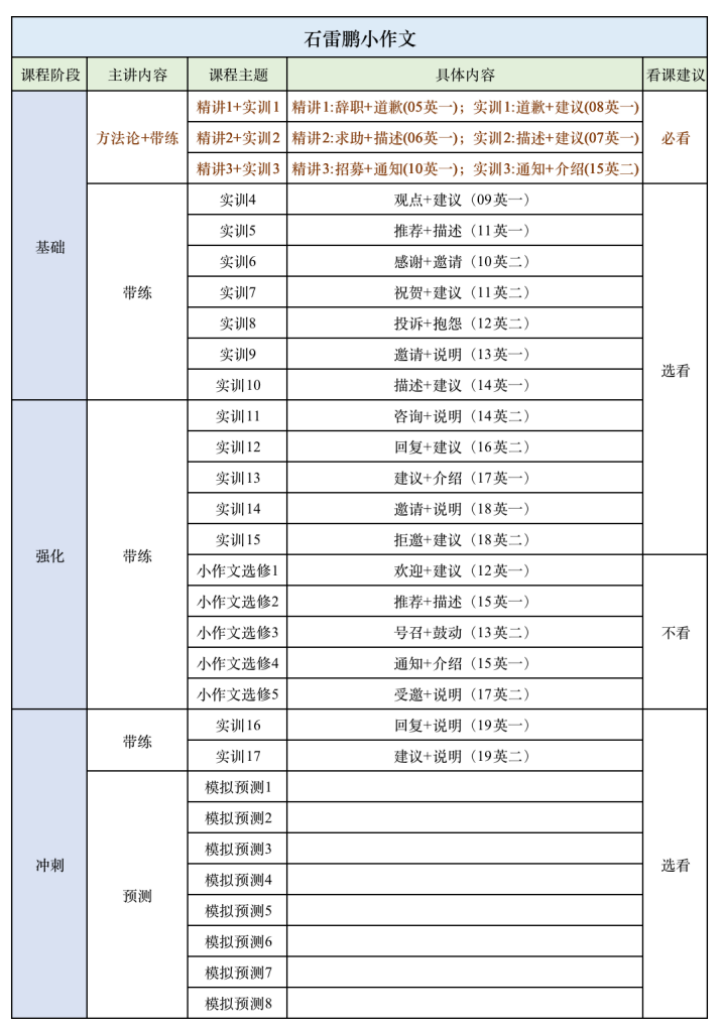 石雷鹏小作文
课程阶段 主讲内容 课程主题 具体内容 看课建议
精讲1+实训1 精讲1:辞职+道歉(05英一)；实训1:道歉+建议(08英一)
方法论+带练 精讲2+实训2 精讲2:求助+描述(06英一)；实训2:描述+建议(07英一) 必看
精讲3+实训3 精讲3:招募+通知(10英一)；实训3:通知+介绍(15英二)
实训4 观点+建议（09英一）
实训5 推荐+描述（11英一）
基础
实训6 感谢+邀请（10英二）
带练 实训7 祝贺+建议（11英二）
实训8 投诉+抱怨（12英二）
实训9 邀请+说明（13英一）
选看
实训10 描述+建议（14英一）
实训11 咨询+说明（14英二）
实训12 回复+建议（16英二）
实训13 建议+介绍（17英一）
实训14 邀请+说明（18英一）
实训15 拒邀+建议（18英二）
强化 带练
小作文选修1 欢迎+建议（12英一）
小作文选修2 推荐+描述（15英一）
小作文选修3 号召+鼓动（13英二） 不看
小作文选修4 通知+介绍（15英一）
小作文选修5 受邀+说明（17英二）
实训16 回复+说明（19英一）
带练
实训17 建议+说明（19英二）
模拟预测1
模拟预测2
模拟预测3
冲刺 选看
模拟预测4
预测
模拟预测5
模拟预测6
模拟预测7
模拟预测8